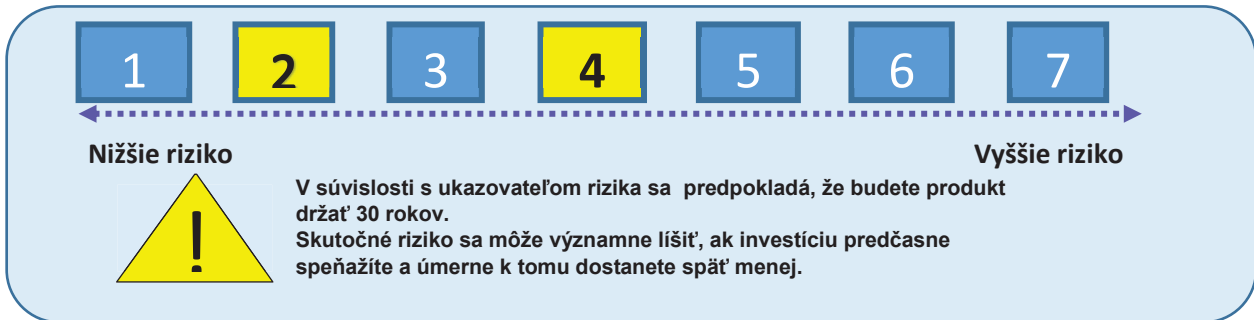 1 2 3 4 5 6 7
Nižšie riziko Vyššie riziko
!
V súvislosti s ukazovateľom rizika sa predpokladá, že budete produkt
držať 30 rokov.
Skutočné riziko sa môže významne líšiť, ak investíciu predčasne
speňažíte a úmerne k tomu dostanete späť menej.